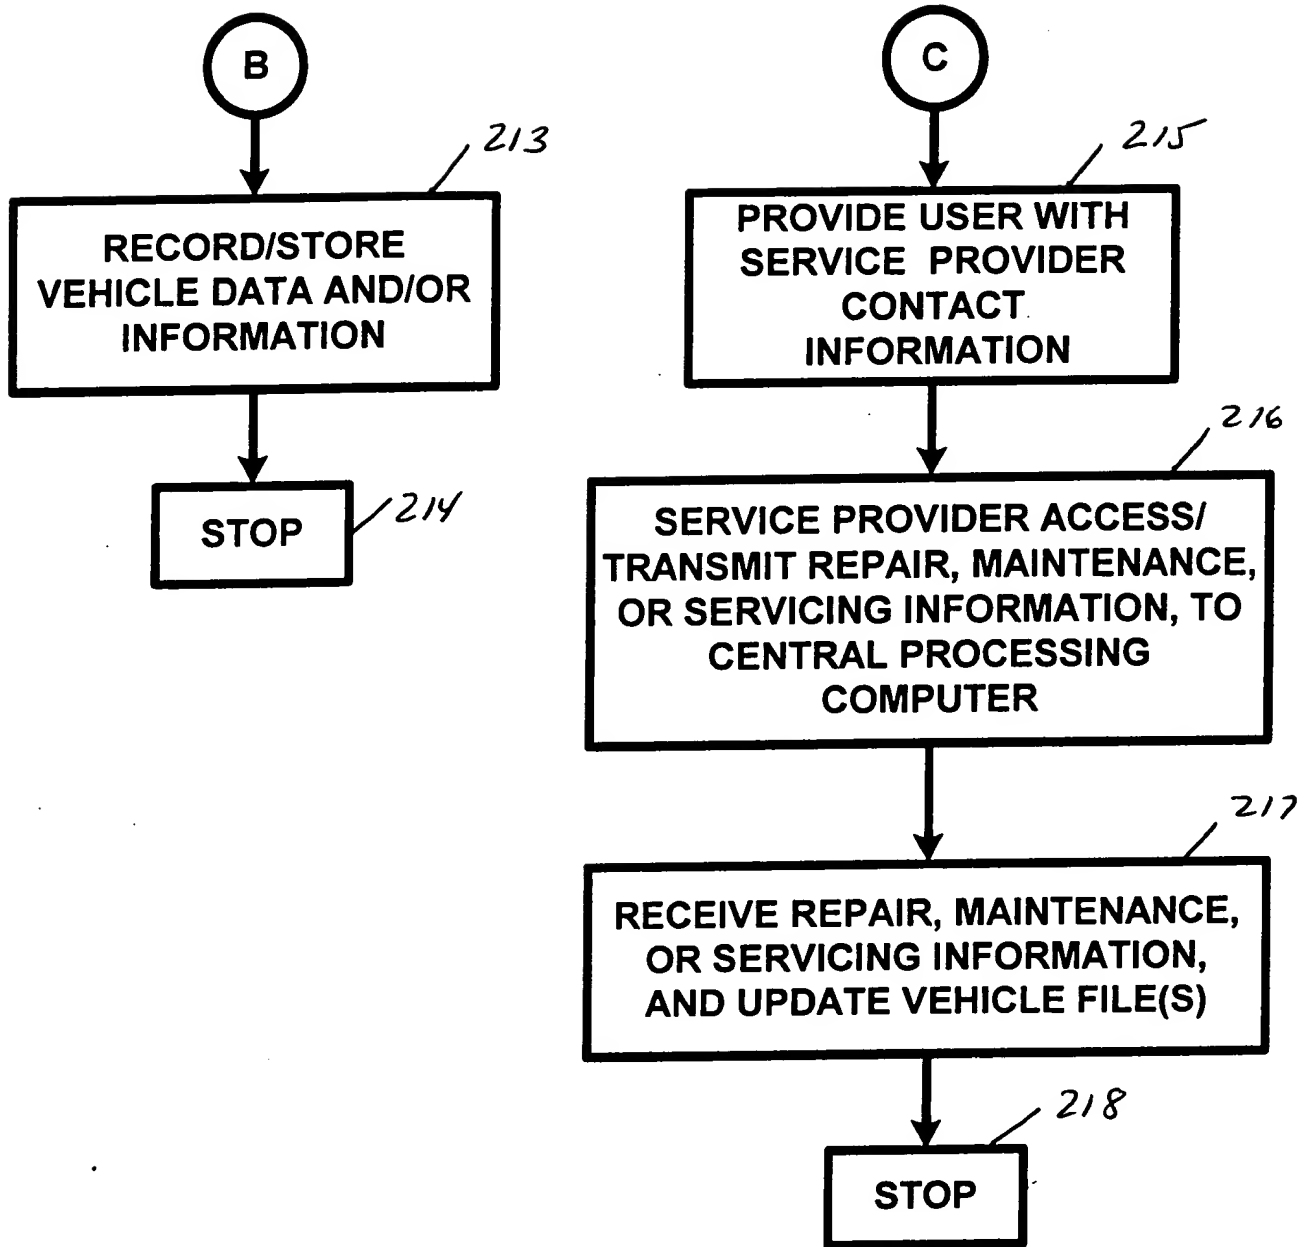 B
213
RECORD/STORE
VEHICLE DATA AND/OR
INFORMATION
STOP
214
C
215
PROVIDE USER WITH
SERVICE PROVIDER
CONTACT
INFORMATION
216
SERVICE PROVIDER ACCESS/
TRANSMIT REPAIR, MAINTENANCE,
OR SERVICING INFORMATION, TO
CENTRAL PROCESSING
COMPUTER
217
RECEIVE REPAIR, MAINTENANCE,
OR SERVICING INFORMATION,
AND UPDATE VEHICLE FILE(S)
218
STOP